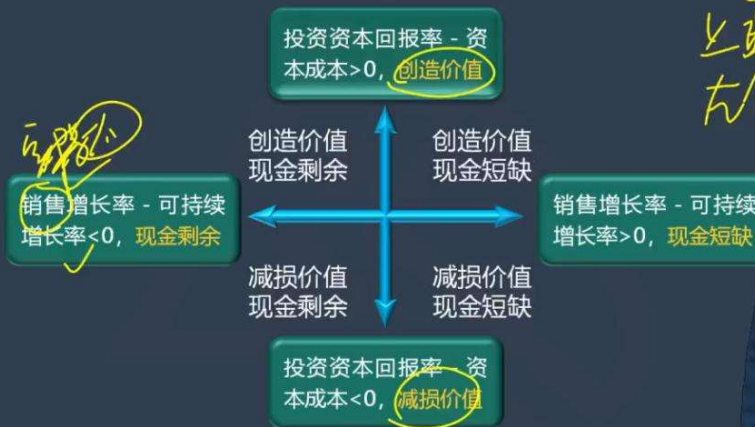 投资资本回报率 - 资
本成本>0，创造价值
创造价值
现金剩余
创造价值
现金短缺
销售增长率 - 可持续
增长率<0，现金剩余
销售增长率 - 可持续
增长率>0，现金短缺
减损价值
现金剩余
减损价值
现金短缺
投资资本回报率 - 资
本成本<0，减损价值